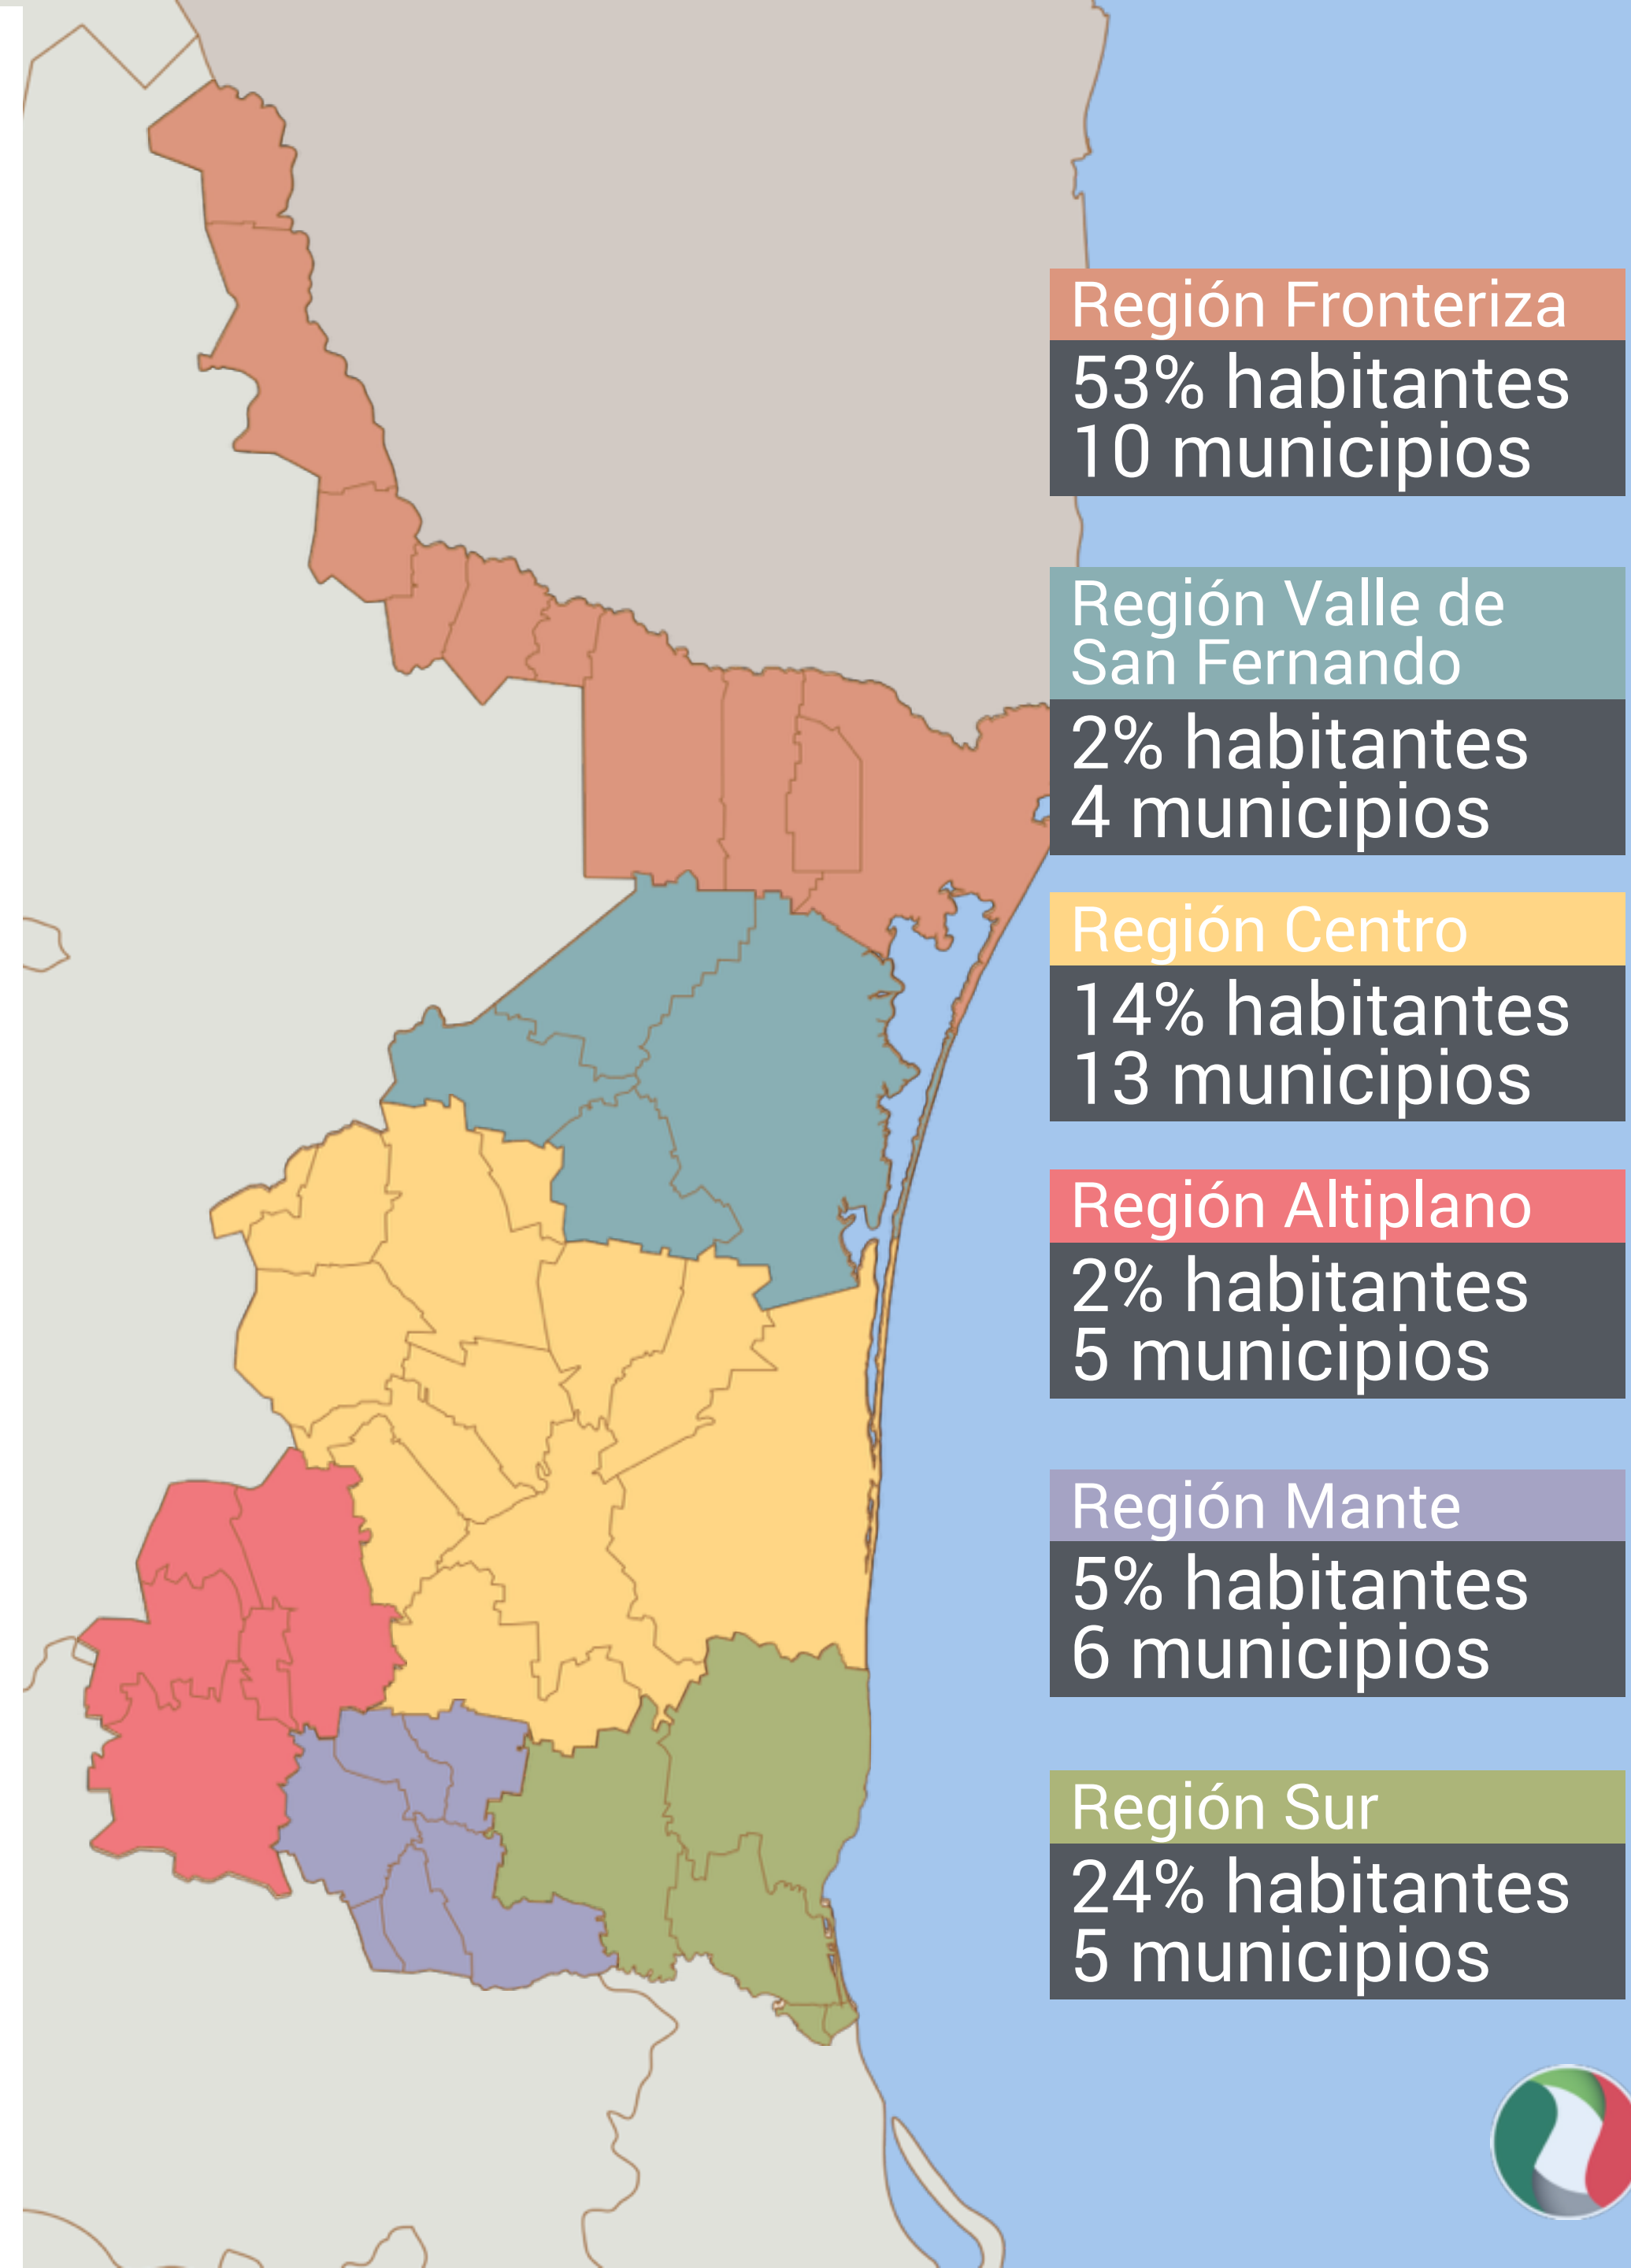 Región Fronteriza
53% habitantes
10 municipios
Región Valle de
San Fernando
2% habitantes
4 municipios
Región Centro
14% habitantes
13 municipios
Región Altiplano
2% habitantes
5 municipios
Región Mante
5% habitantes
6 municipios
Región Sur
24% habitantes
5 municipios